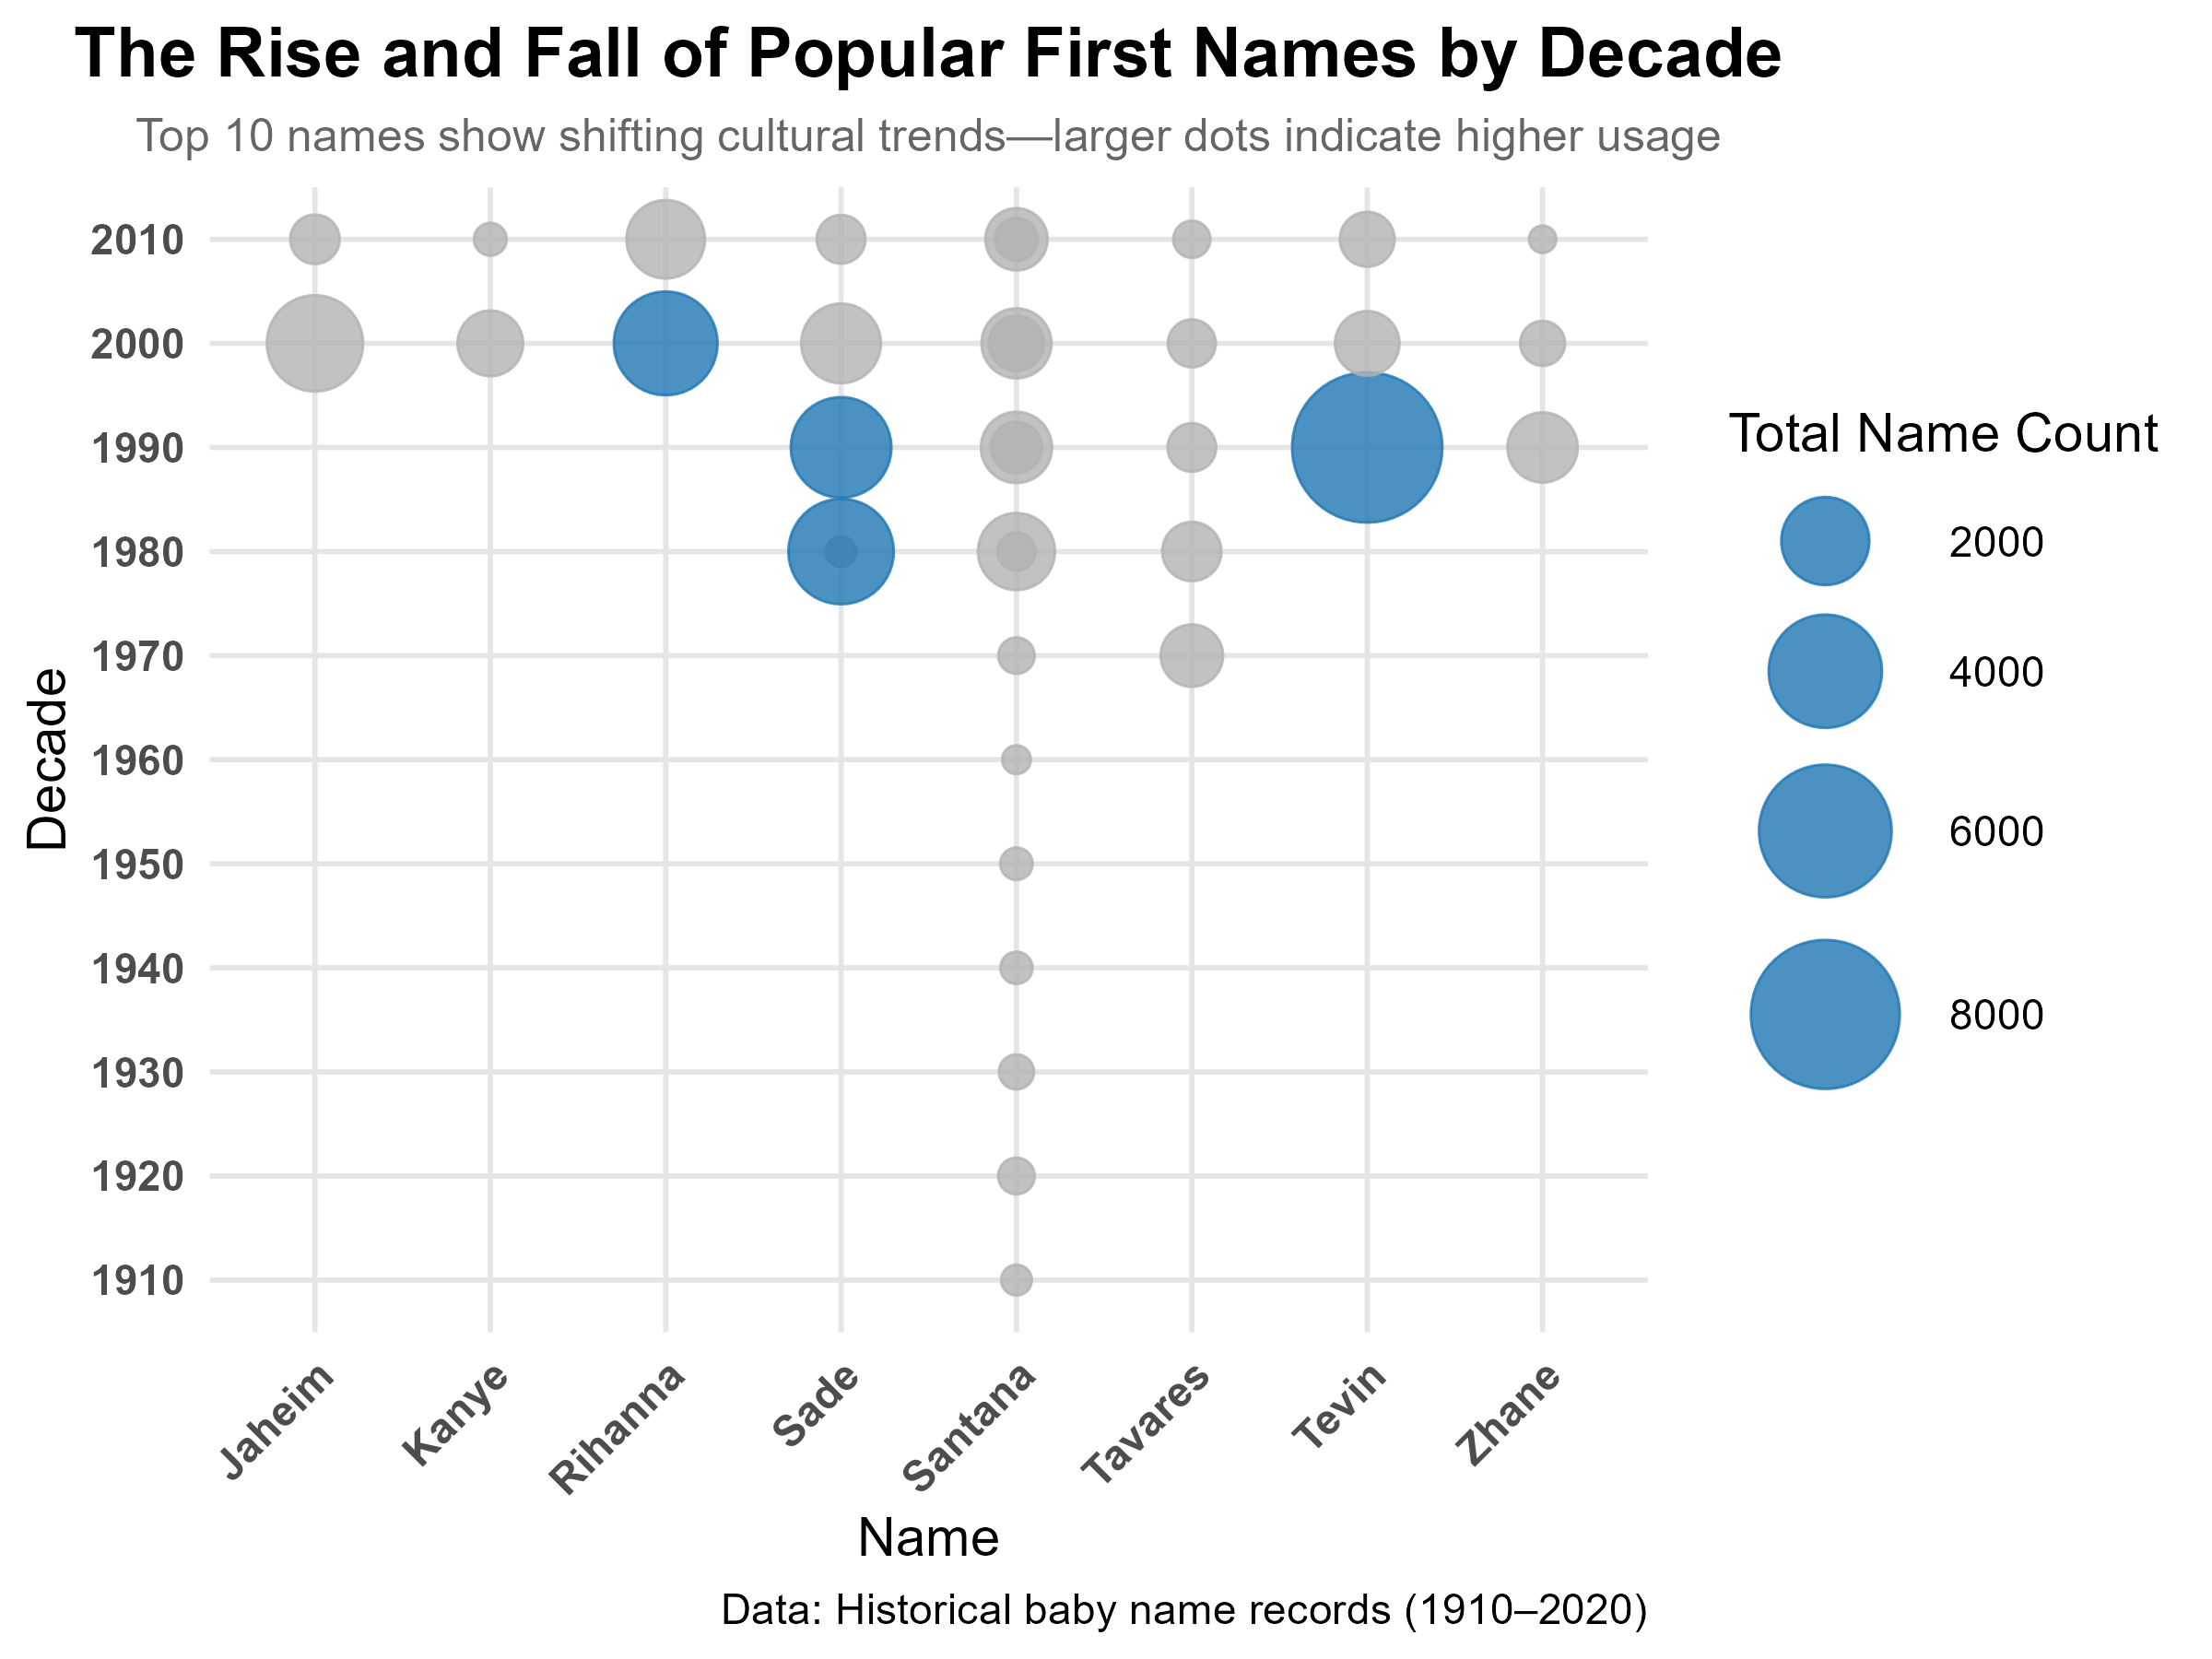 The Rise and Fall of Popular First Names by Decade
Top 10 names show shifting cultural trends—larger dots indicate higher usage
Decade
2010
2000
1990
1980
1970
1960
1950
1940
1930
1920
1910
Jaheim
Kanye
Rihanna
Sade
Santana
Tavares
Tevin
Zhane
Name
Total Name Count
2000
4000
6000
8000
Data: Historical baby name records (1910–2020)